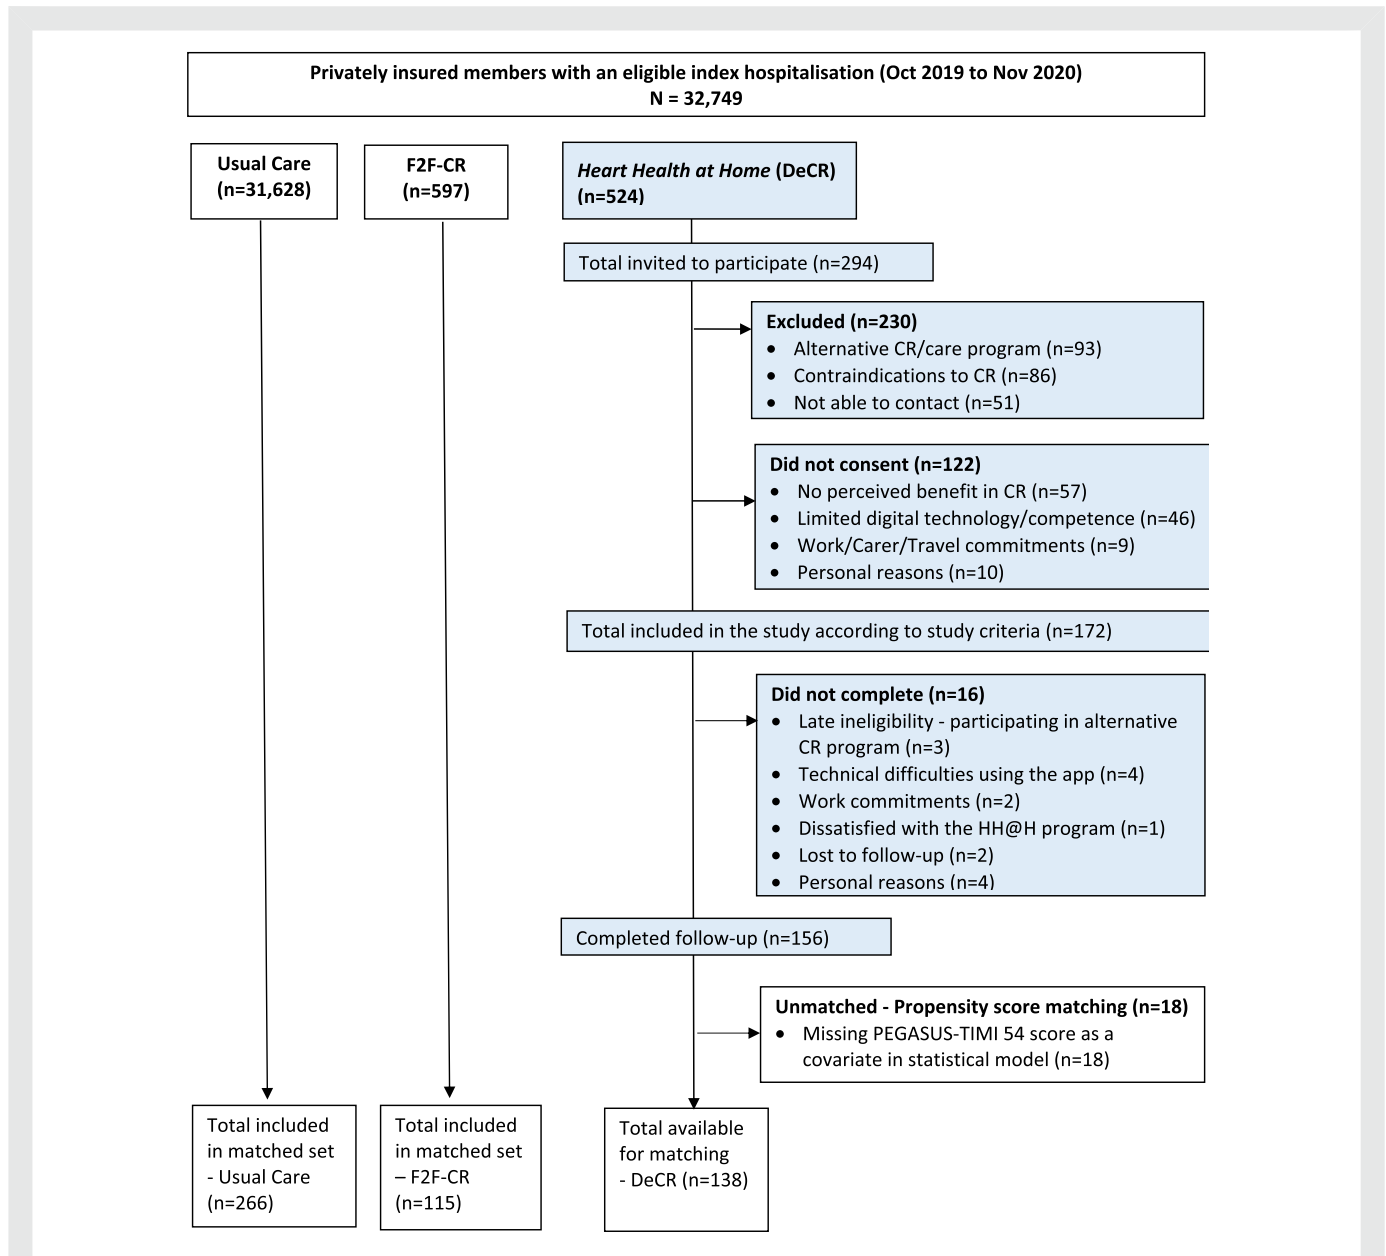 Privately insured members with an eligible index hospitalisation (Oct 2019 to Nov 2020)
N = 32,749
Usual Care
(n=31,628)
F2F-CR
(n=597)
Heart Health at Home (DeCR)
(n=524)
Total invited to participate (n=294)
Excluded (n=230)
• Alternative CR/care program (n=93)
• Contraindications to CR (n=86)
• Not able to contact (n=51)
Did not consent (n=122)
• No perceived benefit in CR (n=57)
• Limited digital technology/competence (n=46)
• Work/Carer/Travel commitments (n=9)
• Personal reasons (n=10)
Total included in the study according to study criteria (n=172)
Did not complete (n=16)
• Late ineligibility - participating in alternative
CR program (n=3)
• Technical difficulties using the app (n=4)
• Work commitments (n=2)
• Dissatisfied with the HH@H program (n=1)
• Lost to follow-up (n=2)
• Personal reasons (n=4)
Completed follow-up (n=156)
Unmatched - Propensity score matching (n=18)
• Missing PEGASUS-TIMI 54 score as a
covariate in statistical model (n=18)
Total included
in matched set
- Usual Care
(n=266)
Total included
in matched set
– F2F-CR
(n=115)
Total available
for matching
- DeCR (n=138)